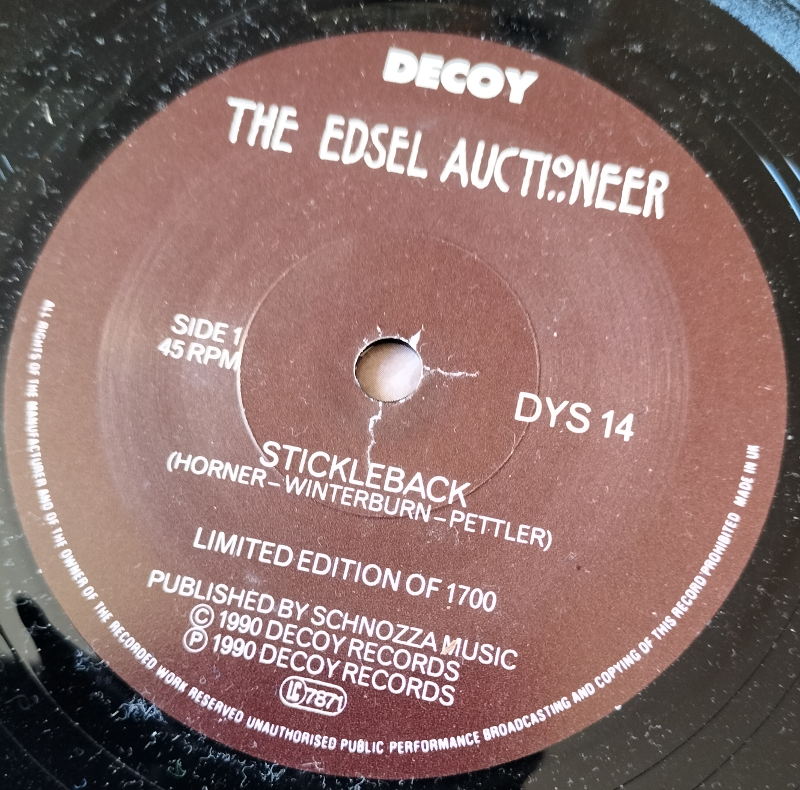 DECOY
THE EDSEL AUCTIONEER
SIDE 1
45 RPM
DYS 14
STICKLEBACK
(HORNER-WINTERBURN-PETTLER)
LIMITED EDITION OF 1700
PUBLISHED BY SCHNOZZA MUSIC
© 1990 DECOY RECORDS
℗ 1990 DECOY RECORDS
LC 7871
ALL RIGHTS OF THE MANUFACTURER AND OF THE OWNER OF THE RECORDED WORK RESERVED UNAUTHORISED PUBLIC PERFORMANCE BROADCASTING AND COPYING OF THIS RECORD PROHIBITED MADE IN UK